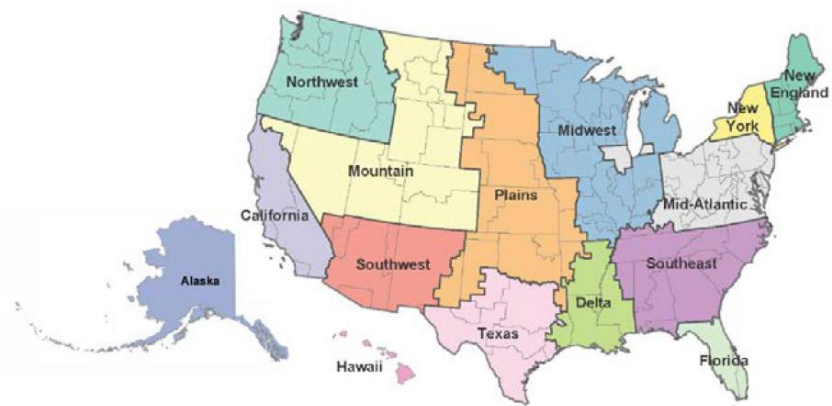 Northwest
New
England
New
York
Midwest
Mountain
Plains
Mid-Atlantic
California
Southwest
Southeast
Alaska
Delta
Texas
Hawaii
Florida